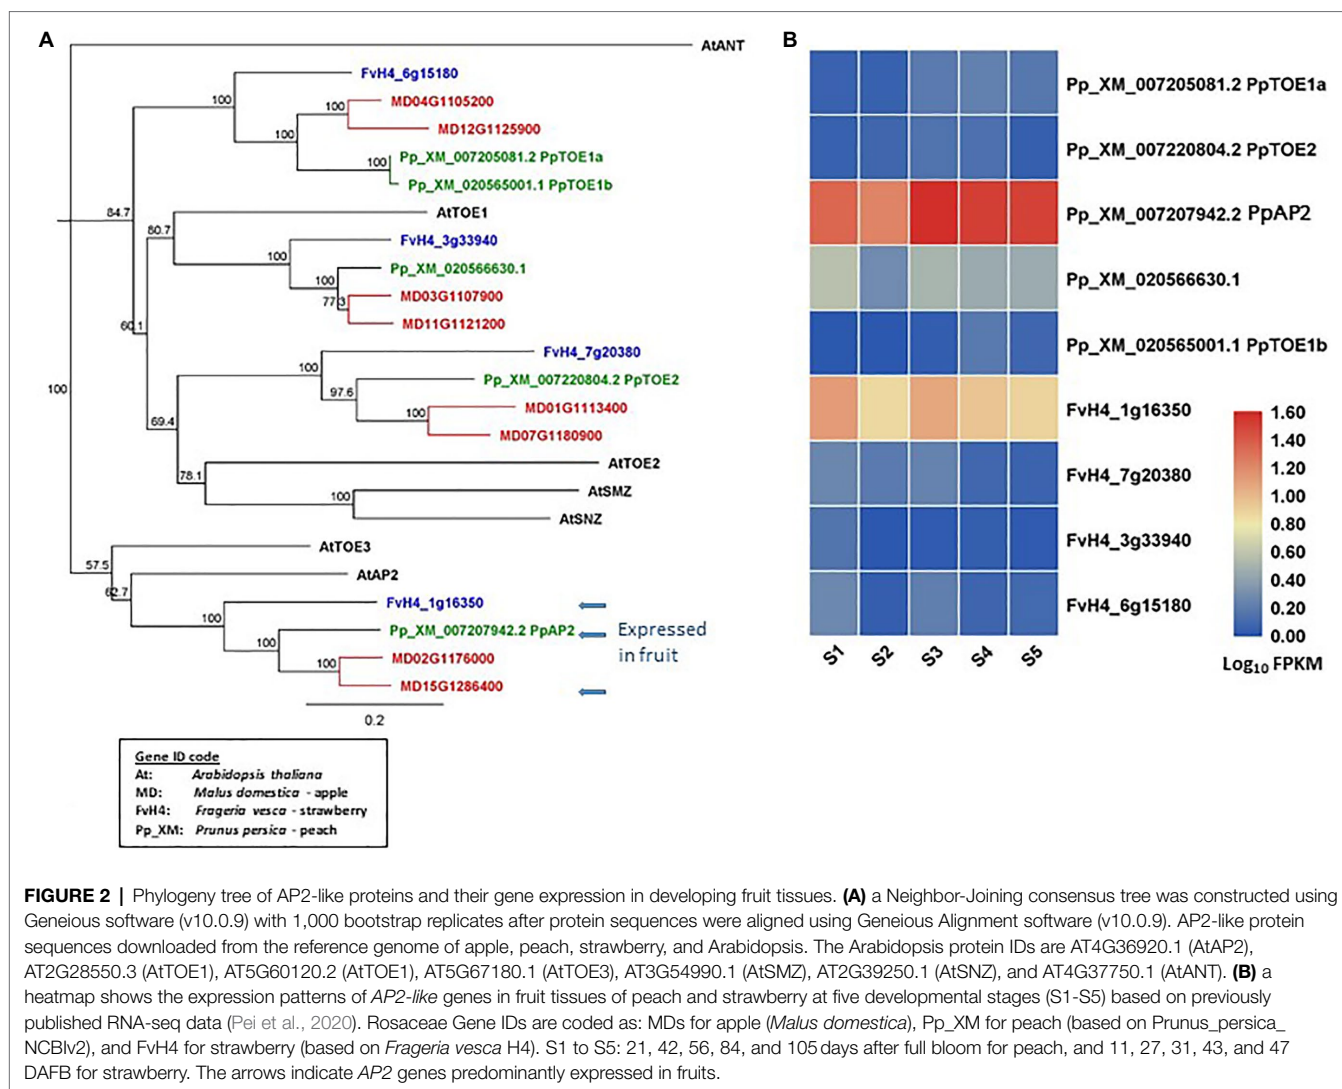 A
B
AtANT
FvH4_6g15180
100
MD04G1105200
100
MD12G1125900
100
Pp_XM_007205081.2 PpTOE1a
100
Pp_XM_020565001.1 PpTOE1b
84.7
AtTOE1
80.7
FvH4_3g33940
100
Pp_XM_020566630.1
100
MD03G1107900
77.3
MD11G1121200
60.1
FvH4_7g20380
100
Pp_XM_007220804.2 PpTOE2
97.6
100
MD01G1113400
100
MD07G1180900
69.4
AtTOE2
78.1
AtSMZ
100
AtSNZ
AtTOE3
57.5
AtAP2
62.7
FvH4_1g16350
100
Pp_XM_007207942.2 PpAP2
100
MD02G1176000
100
MD15G1286400
Expressed
in fruit
0.2
Gene ID code
At: Arabidopsis thaliana
MD: Malus domestica - apple
FvH4: Frageria vesca - strawberry
Pp_XM: Prunus persica - peach
Pp_XM_007205081.2 PpTOE1a
Pp_XM_007220804.2 PpTOE2
Pp_XM_007207942.2 PpAP2
Pp_XM_020566630.1
Pp_XM_020565001.1 PpTOE1b
FvH4_1g16350
FvH4_7g20380
FvH4_3g33940
FvH4_6g15180
S1 S2 S3 S4 S5
1.60
1.40
1.20
1.00
0.80
0.60
0.40
0.20
0.00
Log10 FPKM
FIGURE 2 | Phylogeny tree of AP2-like proteins and their gene expression in developing fruit tissues. (A) a Neighbor-Joining consensus tree was constructed using
Geneious software (v10.0.9) with 1,000 bootstrap replicates after protein sequences were aligned using Geneious Alignment software (v10.0.9). AP2-like protein
sequences downloaded from the reference genome of apple, peach, strawberry, and Arabidopsis. The Arabidopsis protein IDs are AT4G36920.1 (AtAP2),
AT2G28550.3 (AtTOE1), AT5G60120.2 (AtTOE1), AT5G67180.1 (AtTOE3), AT3G54990.1 (AtSMZ), AT2G39250.1 (AtSNZ), and AT4G37750.1 (AtANT). (B) a
heatmap shows the expression patterns of AP2-like genes in fruit tissues of peach and strawberry at five developmental stages (S1-S5) based on previously
published RNA-seq data (Pei et al., 2020). Rosaceae Gene IDs are coded as: MDs for apple (Malus domestica), Pp_XM for peach (based on Prunus_persica_
NCBIv2), and FvH4 for strawberry (based on Frageria vesca H4). S1 to S5: 21, 42, 56, 84, and 105 days after full bloom for peach, and 11, 27, 31, 43, and 47
DAFB for strawberry. The arrows indicate AP2 genes predominantly expressed in fruits.